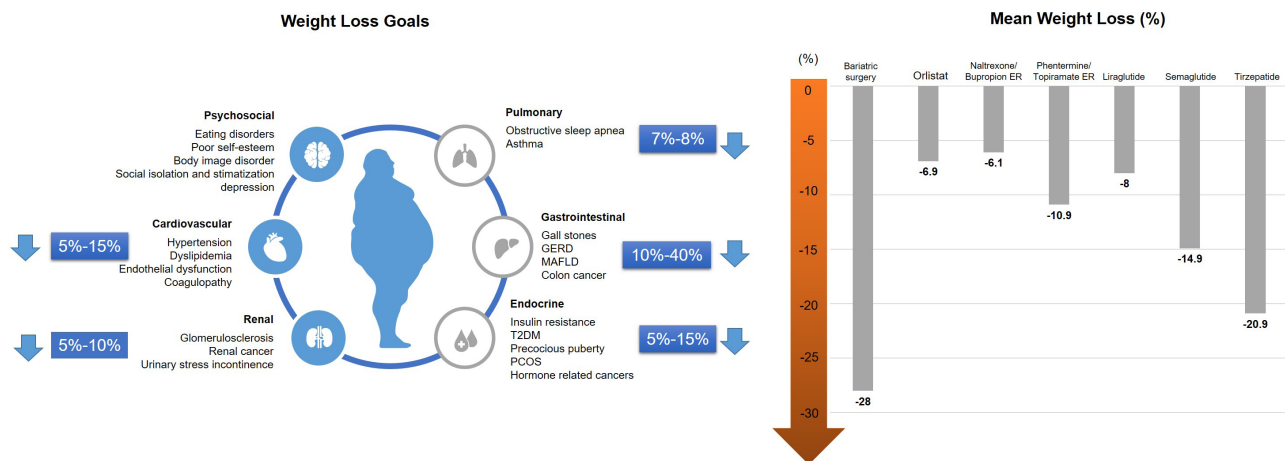 Weight Loss Goals
Psychosocial
Eating disorders
Poor self-esteem
Body image disorder
Social isolation and stimatization
depression
Cardiovascular
Hypertension
Dyslipidemia
Endothelial dysfunction
Coagulopathy
5%-15%
Renal
Glomerulosclerosis
Renal cancer
Urinary stress incontinence
5%-10%
Pulmonary
Obstructive sleep apnea
Asthma
7%-8%
Gastrointestinal
Gall stones
GERD
MAFLD
Colon cancer
10%-40%
Endocrine
Insulin resistance
T2DM
Precocious puberty
PCOS
Hormone related cancers
5%-15%
Mean Weight Loss (%)
(%)
0
-5
-10
-15
-20
-25
-30
Bariatric
surgery
Orlistat
Naltrexone/
Bupropion ER
Phentermine/
Topiramate ER
Liraglutide
Semaglutide
Tirzepatide
-28
-6.9
-6.1
-10.9
-8
-14.9
-20.9